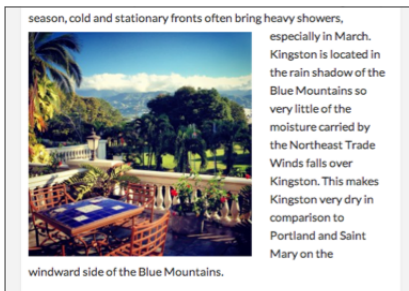 season, cold and stationary fronts often bring heavy showers,
especially in March.
Kingston is located in
the rain shadow of the
Blue Mountains so
very little of the
moisture carried by
the Northeast Trade
Winds falls over
Kingston. This makes
Kingston very dry in
comparison to
Portland and Saint
Mary on the
windward side of the Blue Mountains.